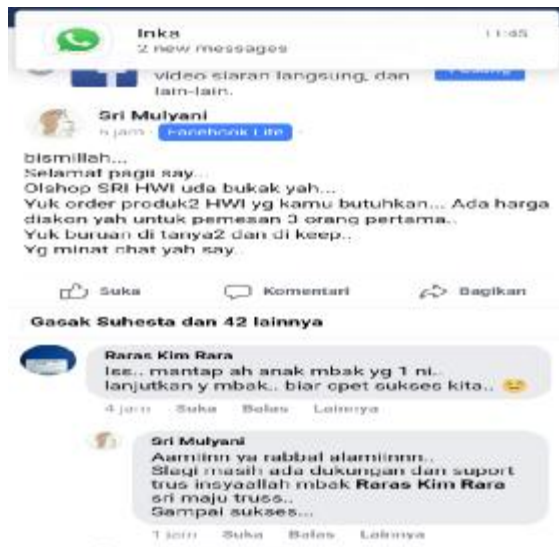 Inka
11:45
2 new messages
video siaran langsung, dan
lain-lain.
Sri Mulyani
5 jam · Facebook Lite ·
bismillah...
Selamat pagii say...
Olshop SRI HWI uda bukak yah...
Yuk order produk2 HWI yg kamu butuhkan... Ada harga
diskon yah untuk pemesan 3 orang pertama..
Yuk buruan di tanya2 dan di keep..
Yg minat chat yah say..
Suka Komentari Bagikan
Gasak Suhesta dan 42 lainnya
Raras Kim Rara
Iss.. mantap ah anak mbak yg 1 ni..
lanjutkan y mbak.. biar cpet sukses kita..
4 jam Suka Balas Lainnya
Sri Mulyani
Aamiinn ya rabbal alamiinnn..
Slagi masih ada dukungan dan suport
trus insyaallah mbak Raras Kim Rara
sri maju truss..
Sampai sukses...
1 jam Suka Balas Lainnya